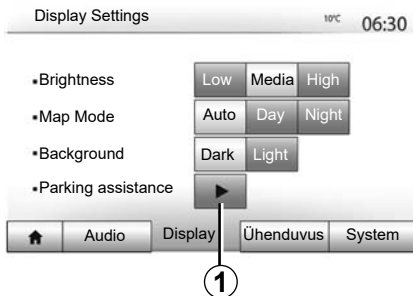 Display Settings 10°C 06:30
▪Brightness Low Media High
▪Map Mode Auto Day Night
▪Background Dark Light
▪Parking assistance
Audio Display Ühenduvus System
1